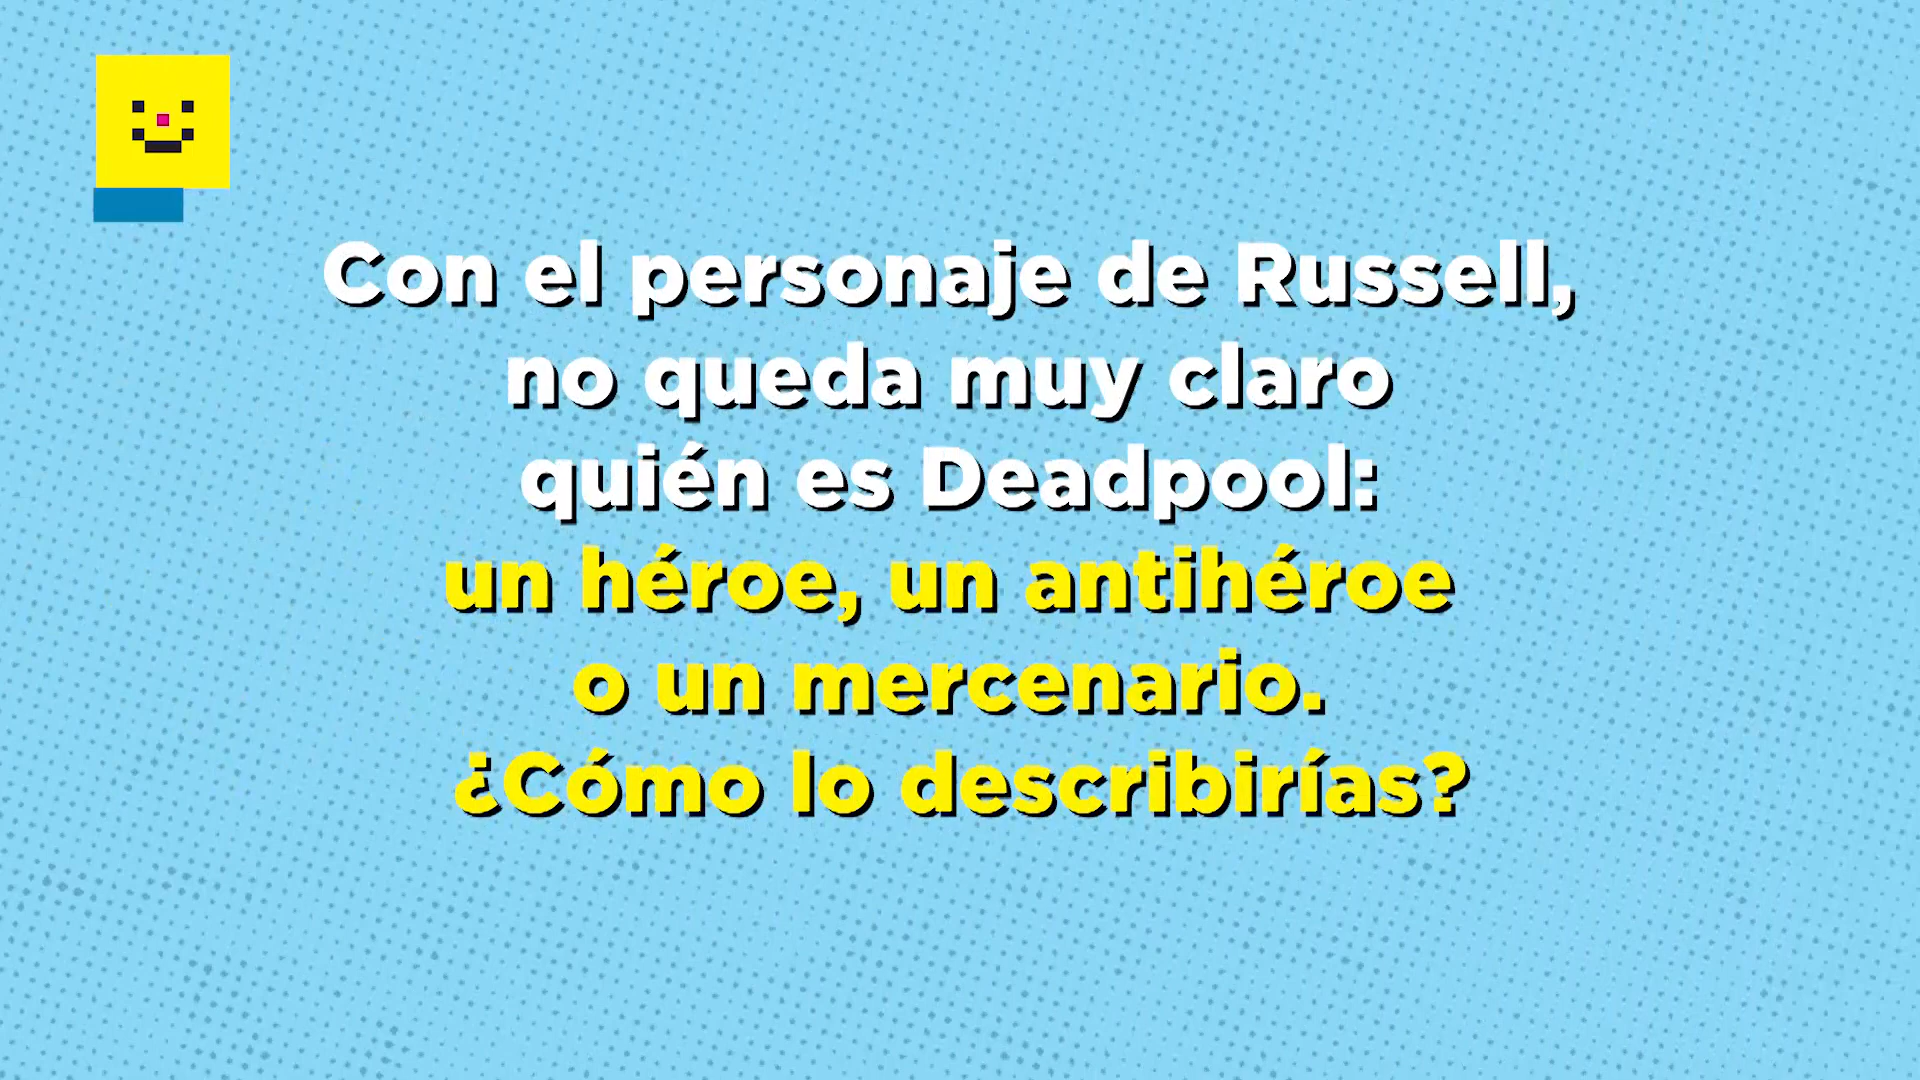 Con el personaje de Russell,
no queda muy claro
quién es Deadpool:
un héroe, un antihéroe
o un mercenario.
¿Cómo lo describirías?